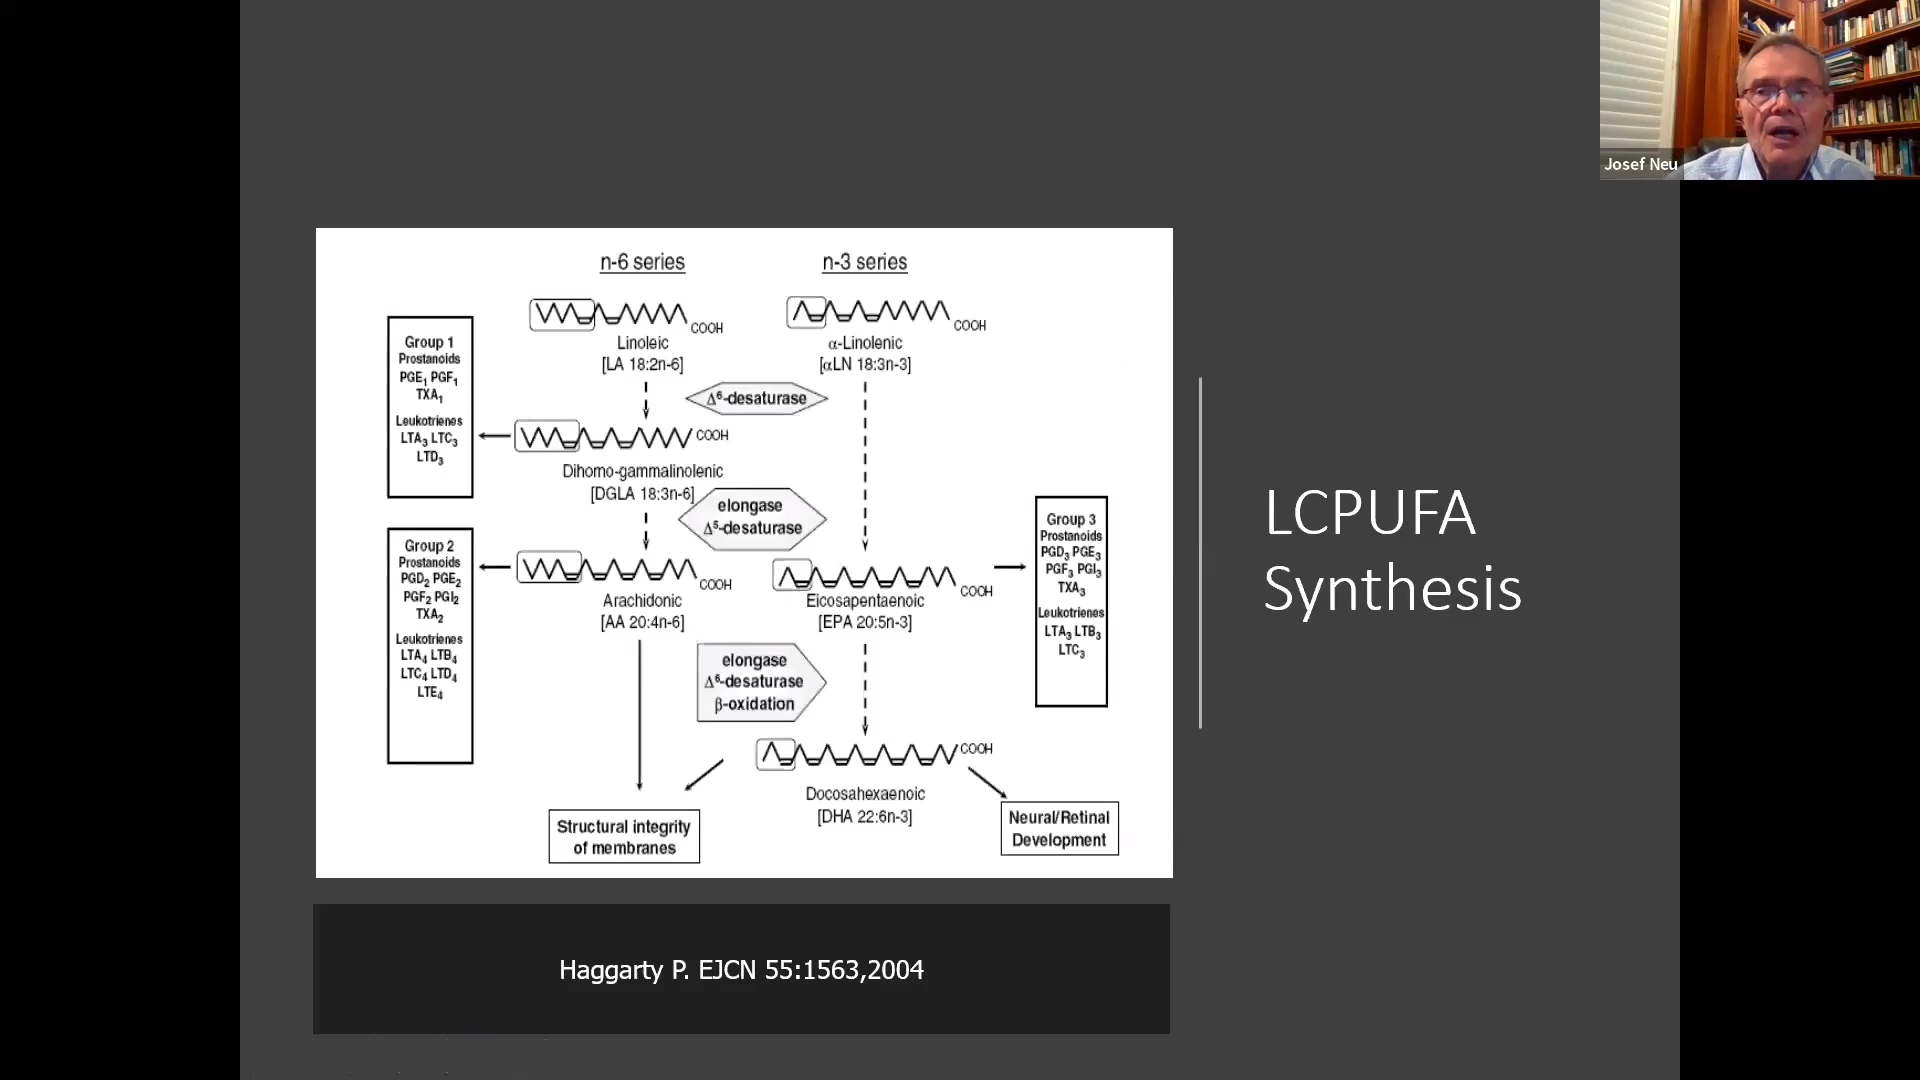 Josef Neu
n-6 series
n-3 series
COOH
COOH
Linoleic
[LA 18:2n-6]
α-Linolenic
[αLN 18:3n-3]
Group 1
Prostanoids
PGE₁ PGF₁
TXA₁
Leukotrienes
LTA₃ LTC₃
LTD₃
Δ⁶-desaturase
COOH
Dihomo-gammalinolenic
[DGLA 18:3n-6]
elongase
Δ⁵-desaturase
Group 2
Prostanoids
PGD₂ PGE₂
PGF₂ PGI₂
TXA₂
Leukotrienes
LTA₄ LTB₄
LTC₄ LTD₄
LTE₄
COOH
Arachidonic
[AA 20:4n-6]
COOH
Eicosapentaenoic
[EPA 20:5n-3]
Group 3
Prostanoids
PGD₃ PGE₃
PGF₃ PGI₃
TXA₃
Leukotrienes
LTA₃ LTB₃
LTC₃
elongase
Δ⁶-desaturase
β-oxidation
COOH
Docosahexaenoic
[DHA 22:6n-3]
Structural integrity
of membranes
Neural/Retinal
Development
LCPUFA
Synthesis
Haggarty P. EJCN 55:1563,2004